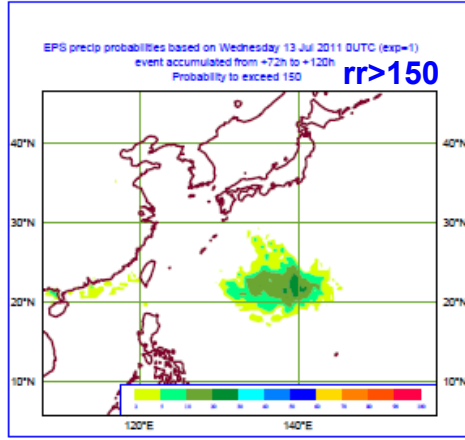 EPS precip probabilities based on Wednesday 13 Jul 2011 0UTC (exp=1)
event accumulated from +72h to +120h
Probability to exceed 150
rr>150
40°N 40°N
30°N 30°N
20°N 20°N
10°N 10°N
120°E 140°E